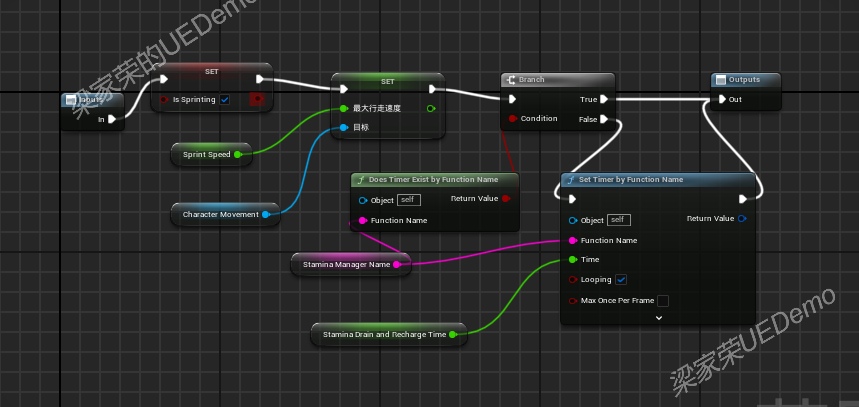 梁家荣的UEDemo
Inputs
In
SET
Is Sprinting
SET
最大行走速度
目标
Branch
True
Condition
False
Outputs
Out
Sprint Speed
Character Movement
Does Timer Exist by Function Name
Object self
Return Value
Function Name
Stamina Manager Name
Set Timer by Function Name
Object self
Return Value
Function Name
Time
Looping
Max Once Per Frame
Stamina Drain and Recharge Time
梁家荣UEDemo